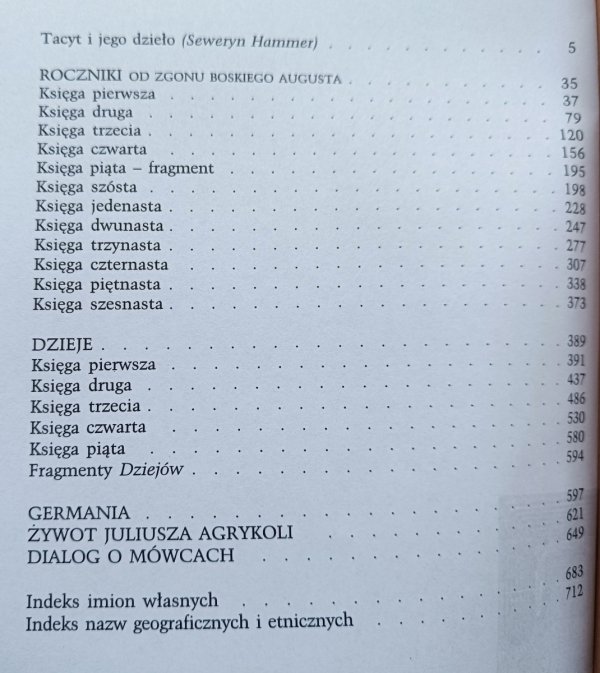 Tacyt i jego dzieło (Seweryn Hammer) . . . . . . . . . . . . 5
ROCZNIKI OD ZGONU BOSKIEGO AUGUSTA . . . . . . . . . . . 35
Księga pierwsza . . . . . . . . . . . . . . . . . . . 37
Księga druga . . . . . . . . . . . . . . . . . . . . 79
Księga trzecia . . . . . . . . . . . . . . . . . . . . 120
Księga czwarta . . . . . . . . . . . . . . . . . . . 156
Księga piąta – fragment . . . . . . . . . . . . . . . . 195
Księga szósta . . . . . . . . . . . . . . . . . . . . 198
Księga jedenasta . . . . . . . . . . . . . . . . . . . 228
Księga dwunasta . . . . . . . . . . . . . . . . . . . 247
Księga trzynasta . . . . . . . . . . . . . . . . . . . 277
Księga czternasta . . . . . . . . . . . . . . . . . . 307
Księga piętnasta . . . . . . . . . . . . . . . . . . . 338
Księga szesnasta . . . . . . . . . . . . . . . . . . . 373
DZIEJE . . . . . . . . . . . . . . . . . . . . . . 389
Księga pierwsza . . . . . . . . . . . . . . . . . . . 391
Księga druga . . . . . . . . . . . . . . . . . . . . 437
Księga trzecia . . . . . . . . . . . . . . . . . . . . 486
Księga czwarta . . . . . . . . . . . . . . . . . . . 530
Księga piąta . . . . . . . . . . . . . . . . . . . . 580
Fragmenty Dziejów . . . . . . . . . . . . . . . . . . 594
GERMANIA . . . . . . . . . . . . . . . . . . . . 597
ŻYWOT JULIUSZA AGRYKOLI . . . . . . . . . . . . . 621
DIALOG O MÓWCACH . . . . . . . . . . . . . . . 649
Indeks imion własnych . . . . . . . . . . . . . . . . 683
Indeks nazw geograficznych i etnicznych . . . . . . . . . . 712